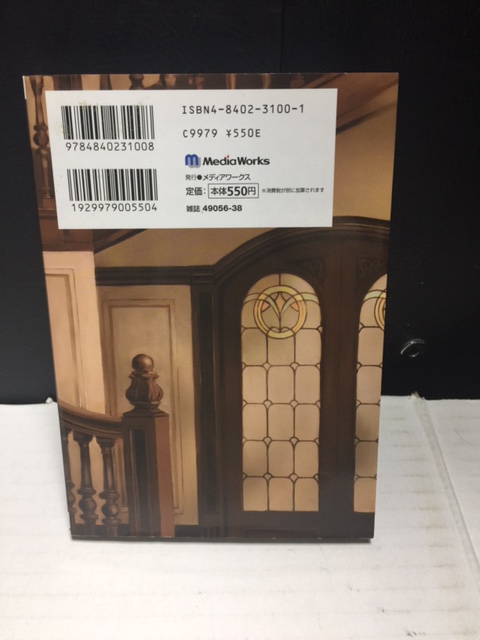 ISBN4-8402-3100-1
9784840231008
C9979 ¥550E
MediaWorks
発行●メディアワークス
1929979005504
定価：本体550円 ※消費税が別に加算されます
雑誌 49056-38